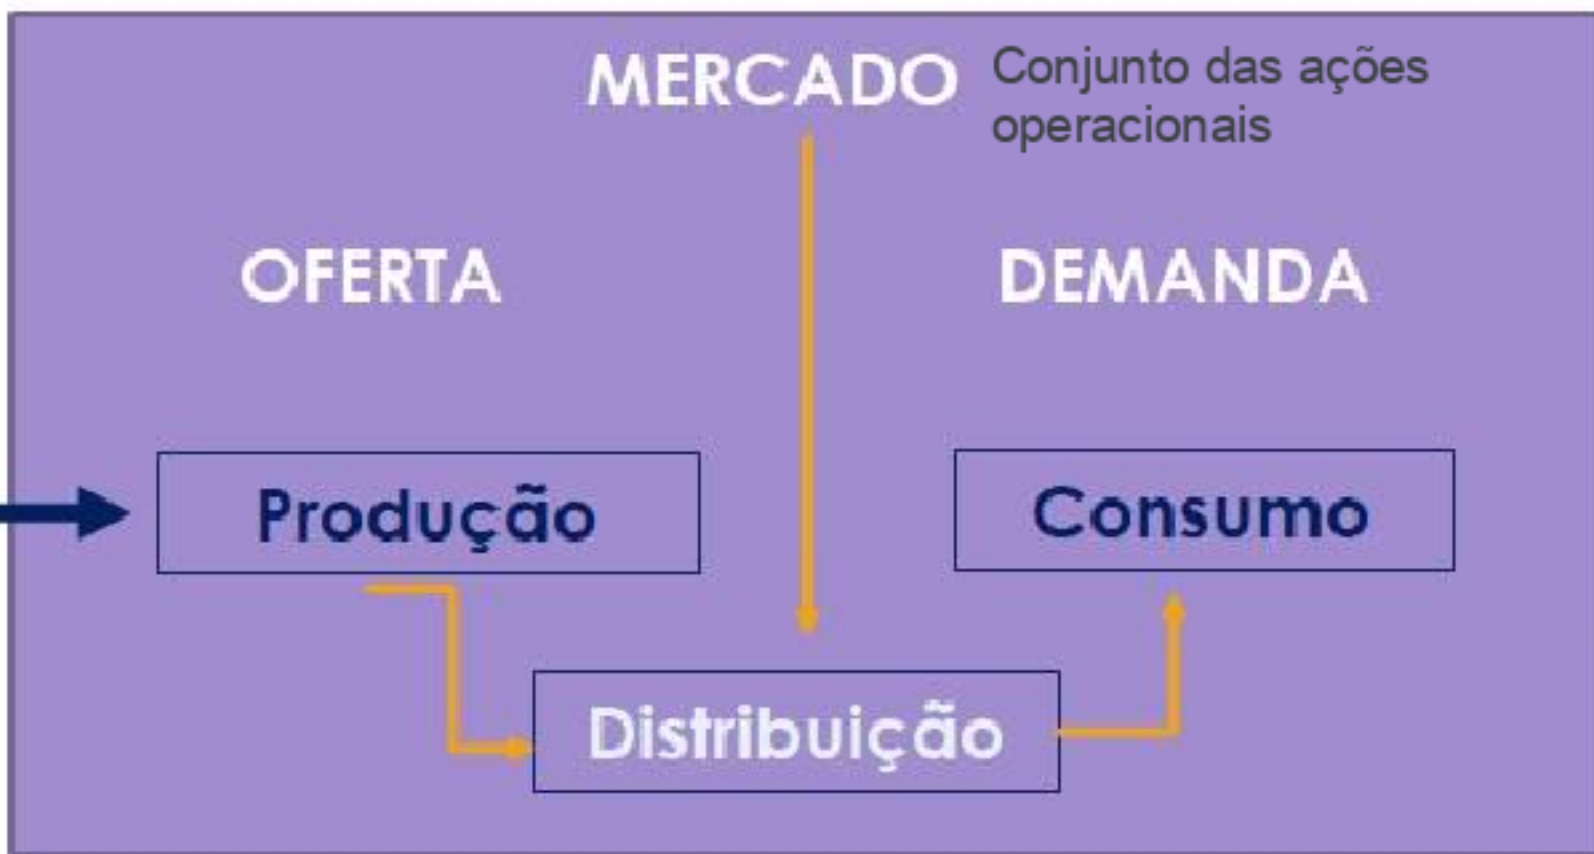 MERCADO
Conjunto das ações
operacionais
OFERTA
DEMANDA
Produção
Consumo
Distribuição